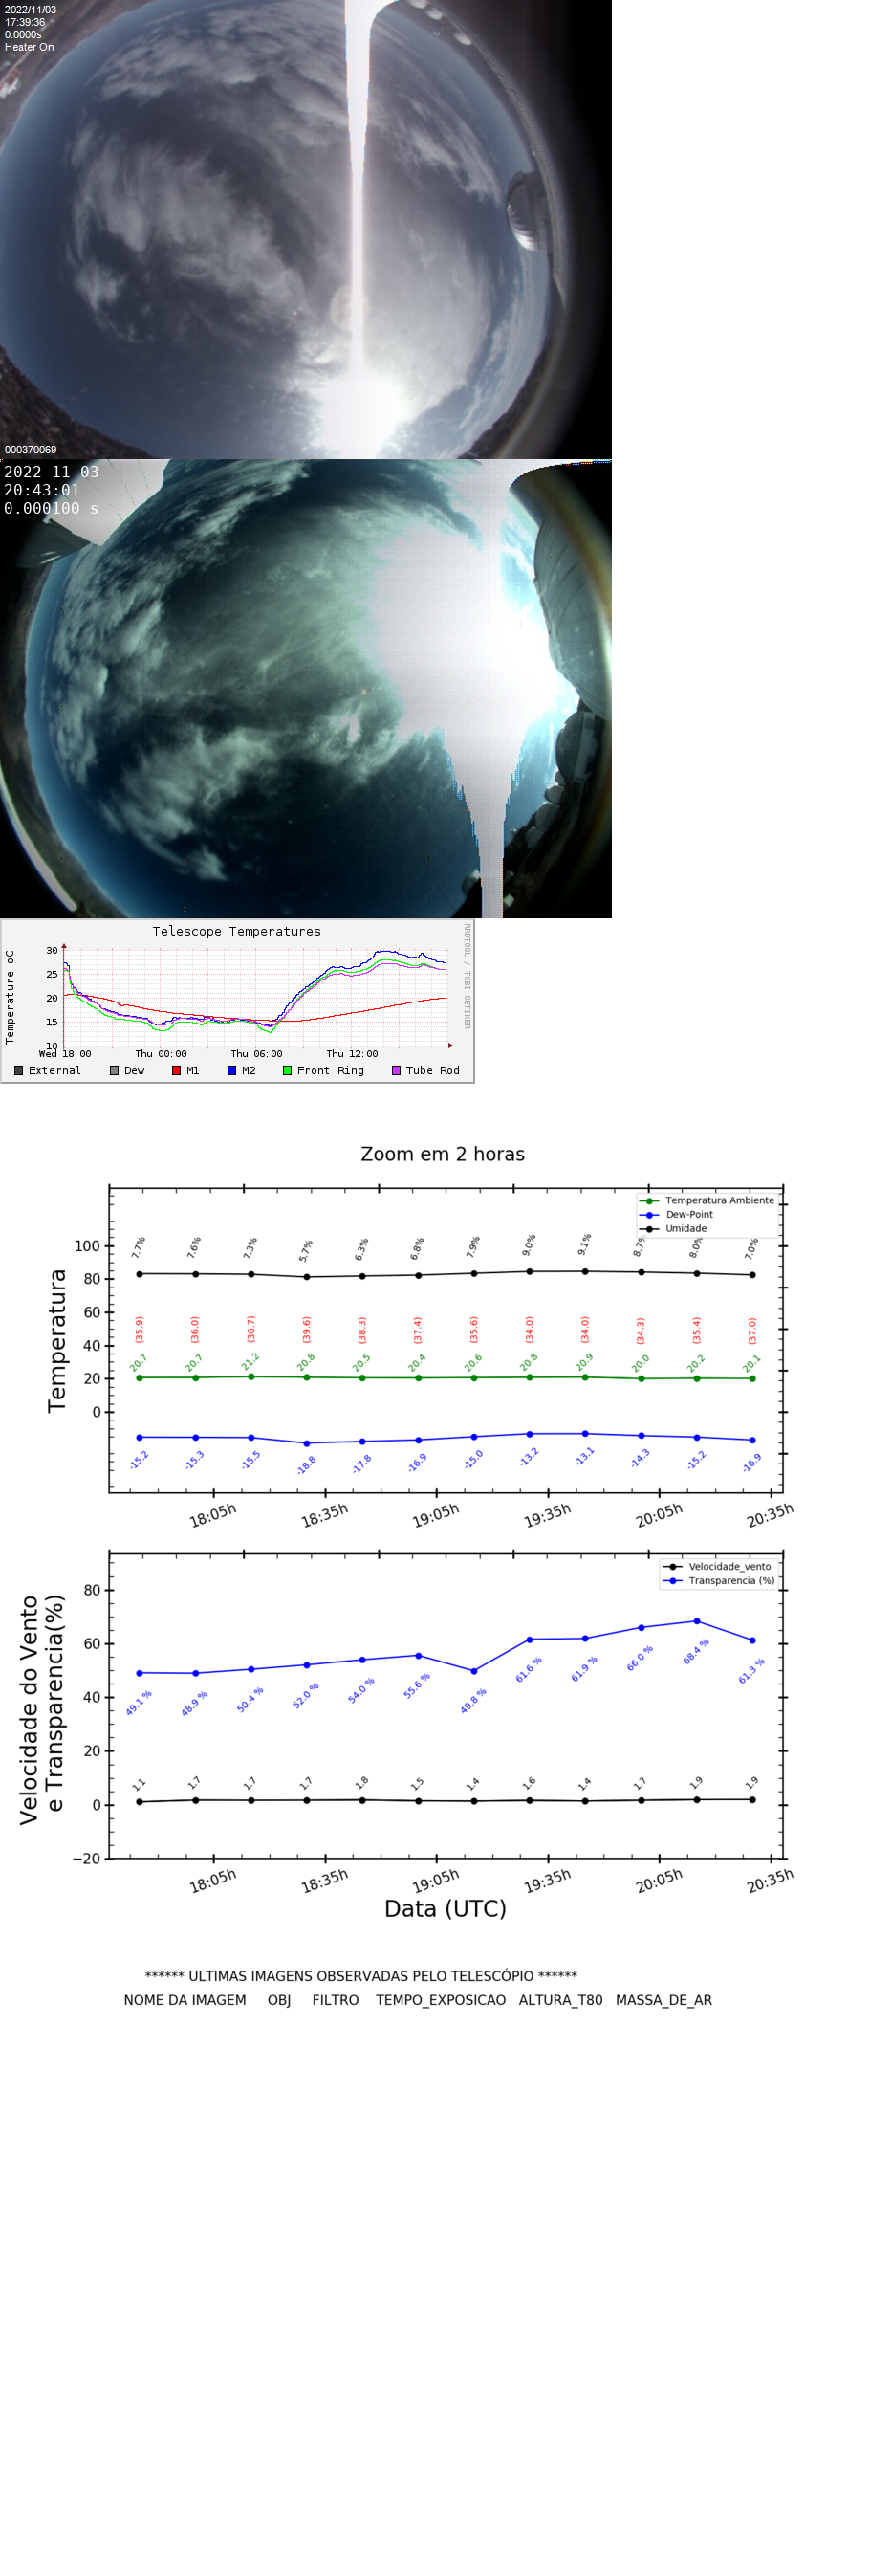 2022/11/03
17:39:36
0.0000s
Heater On
000370069
2022-11-03
20:43:01
0.000100 s
Telescope Temperatures
RRDTOOL / TOBI OETIKER
Temperature oC
30
25
20
15
10
Wed 18:00 Thu 00:00 Thu 06:00 Thu 12:00
External Dew M1 M2 Front Ring Tube Rod
Zoom em 2 horas
Temperatura Ambiente
Dew-Point
Umidade
Temperatura
100
80
60
40
20
0
7.7% 7.6% 7.3% 5.7% 6.3% 6.8% 7.9% 9.0% 9.1% 8.7% 8.0% 7.0%
(35.9) (36.0) (36.7) (39.6) (38.3) (37.4) (35.6) (34.0) (34.0) (34.3) (35.4) (37.0)
20.7 20.7 21.2 20.8 20.5 20.4 20.6 20.8 20.9 20.0 20.2 20.1
-15.2 -15.3 -15.5 -18.8 -17.8 -16.9 -15.0 -13.2 -13.1 -14.3 -15.2 -16.9
18:05h 18:35h 19:05h 19:35h 20:05h 20:35h
Velocidade_vento
Transparencia (%)
Velocidade do Vento
e Transparencia(%)
80
60
40
20
0
−20
49.1 % 48.9 % 50.4 % 52.0 % 54.0 % 55.6 % 49.8 % 61.6 % 61.9 % 66.0 % 68.4 % 61.3 %
1.1 1.7 1.7 1.7 1.8 1.5 1.4 1.6 1.4 1.7 1.9 1.9
18:05h 18:35h 19:05h 19:35h 20:05h 20:35h
Data (UTC)
****** ULTIMAS IMAGENS OBSERVADAS PELO TELESCÓPIO ******
NOME DA IMAGEM OBJ FILTRO TEMPO_EXPOSICAO ALTURA_T80 MASSA_DE_AR